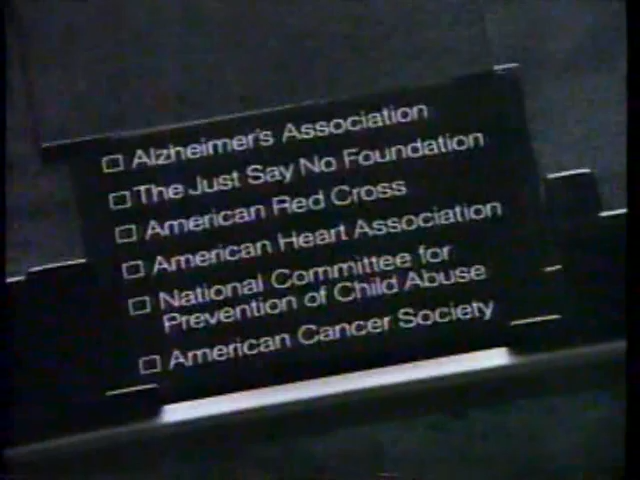 Alzheimer's Association
The Just Say No Foundation
American Red Cross
American Heart Association
National Committee for
Prevention of Child Abuse
American Cancer Society